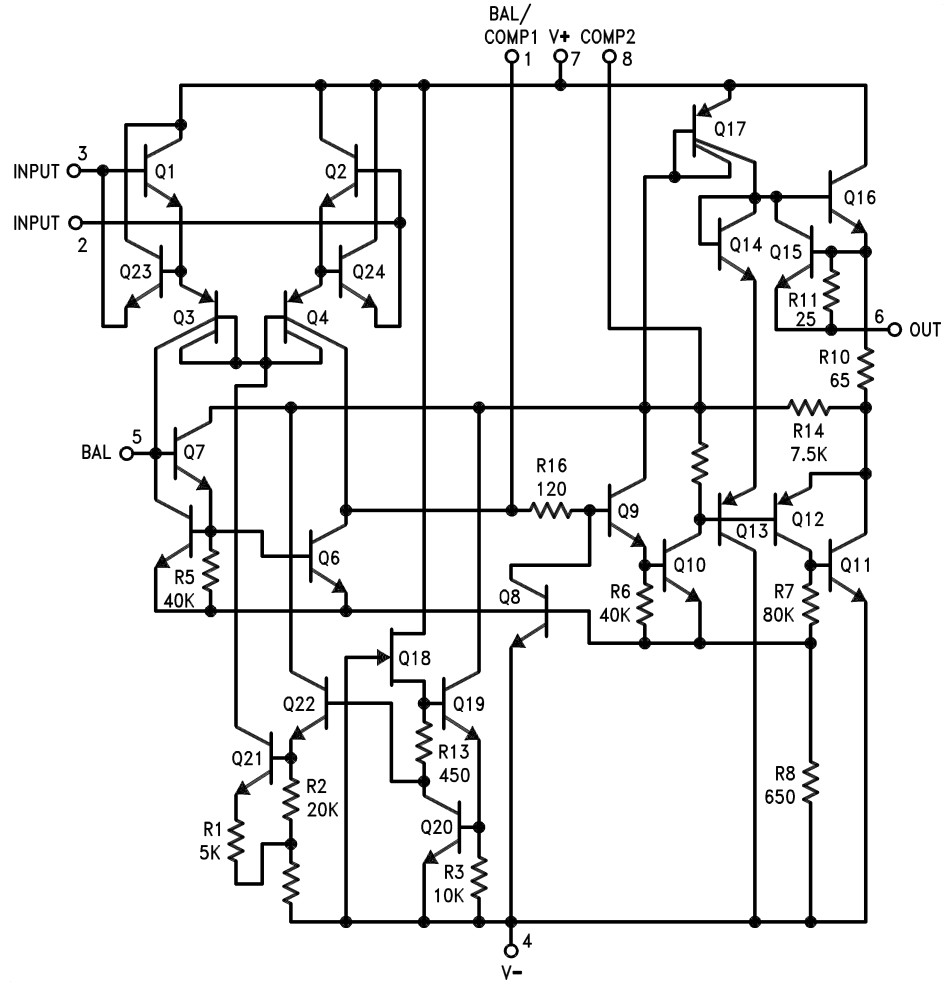 BAL/
COMP1 V+ COMP2
1 7 8
Q17
3
INPUT
Q1 Q2
Q16
INPUT
2
Q14 Q15
Q23 Q24
R11
25
6
OUT
Q3 Q4
R10
65
5
BAL
Q7
R14
7.5K
R16
120
Q9
Q13 Q12
Q6
Q10 Q11
R5
40K
Q8
R6
40K
R7
80K
Q18
Q22 Q19
Q21
R13
450
R2
20K
R8
650
R1
5K
Q20
R3
10K
4
V-